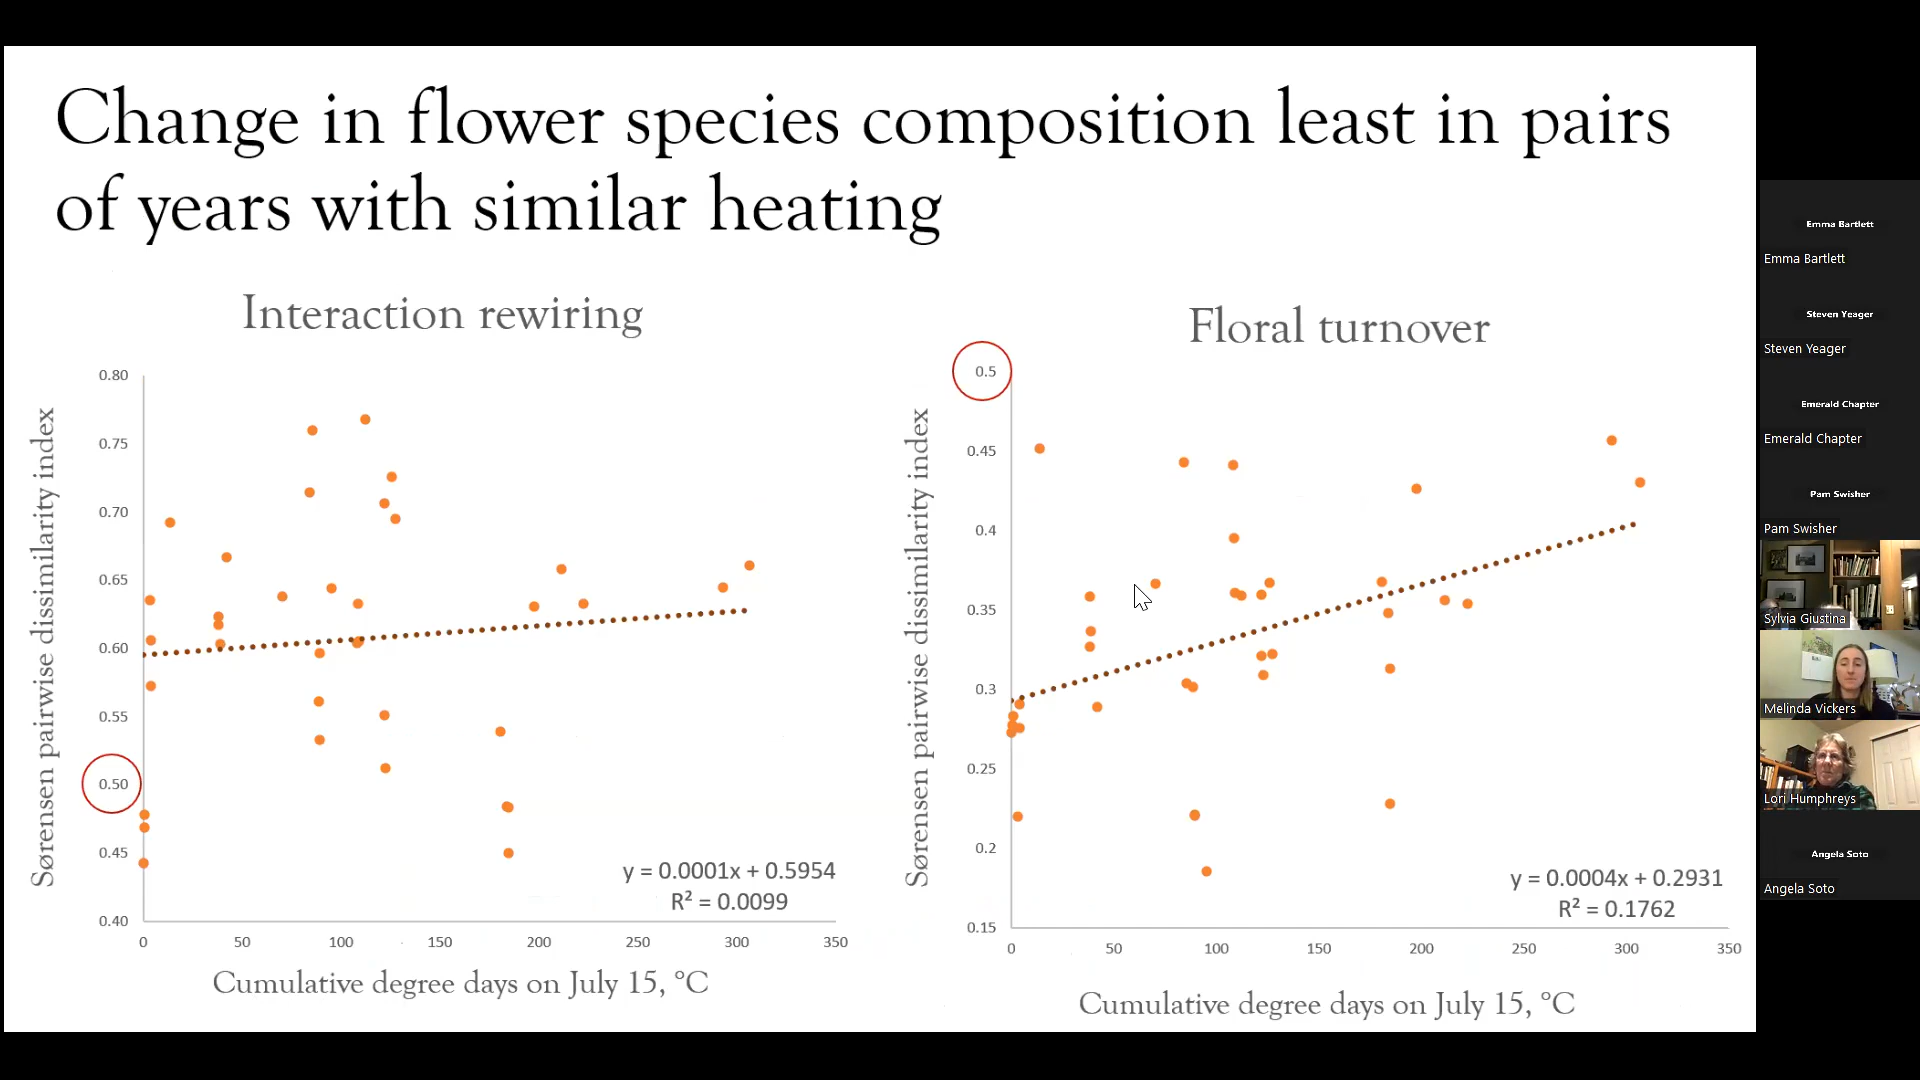 Change in flower species composition least in pairs
of years with similar heating
Interaction rewiring
Sørensen pairwise dissimilarity index
0.80
0.75
0.70
0.65
0.60
0.55
0.50
0.45
0.40
0 50 100 150 200 250 300 350
y = 0.0001x + 0.5954
R² = 0.0099
Cumulative degree days on July 15, °C
Floral turnover
Sørensen pairwise dissimilarity index
0.5
0.45
0.4
0.35
0.3
0.25
0.2
0.15
0 50 100 150 200 250 300 350
y = 0.0004x + 0.2931
R² = 0.1762
Cumulative degree days on July 15, °C
Emma Bartlett
Emma Bartlett
Steven Yeager
Steven Yeager
Emerald Chapter
Emerald Chapter
Pam Swisher
Pam Swisher
Sylvia Giustina
Melinda Vickers
Lori Humphreys
Angela Soto
Angela Soto